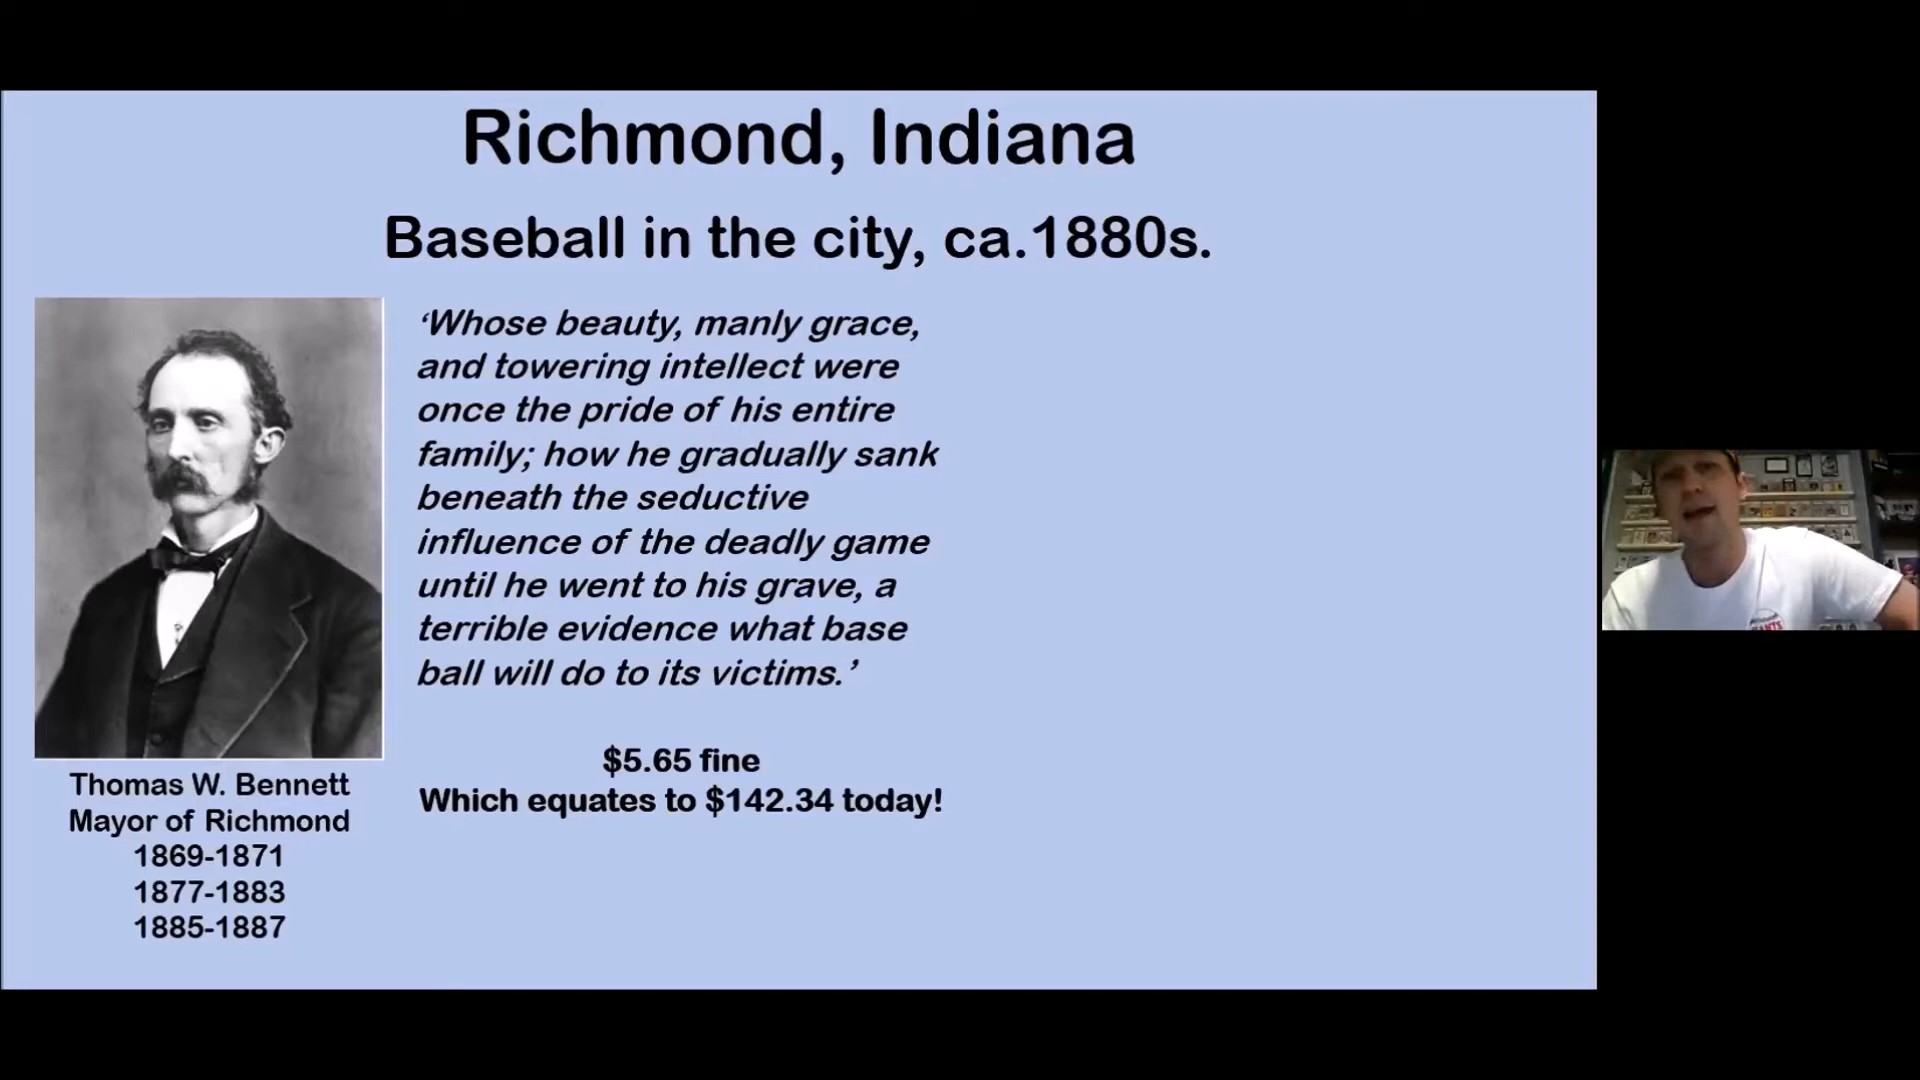 Richmond, Indiana
Baseball in the city, ca.1880s.
‘Whose beauty, manly grace,
and towering intellect were
once the pride of his entire
family; how he gradually sank
beneath the seductive
influence of the deadly game
until he went to his grave, a
terrible evidence what base
ball will do to its victims.’
$5.65 fine
Which equates to $142.34 today!
Thomas W. Bennett
Mayor of Richmond
1869-1871
1877-1883
1885-1887